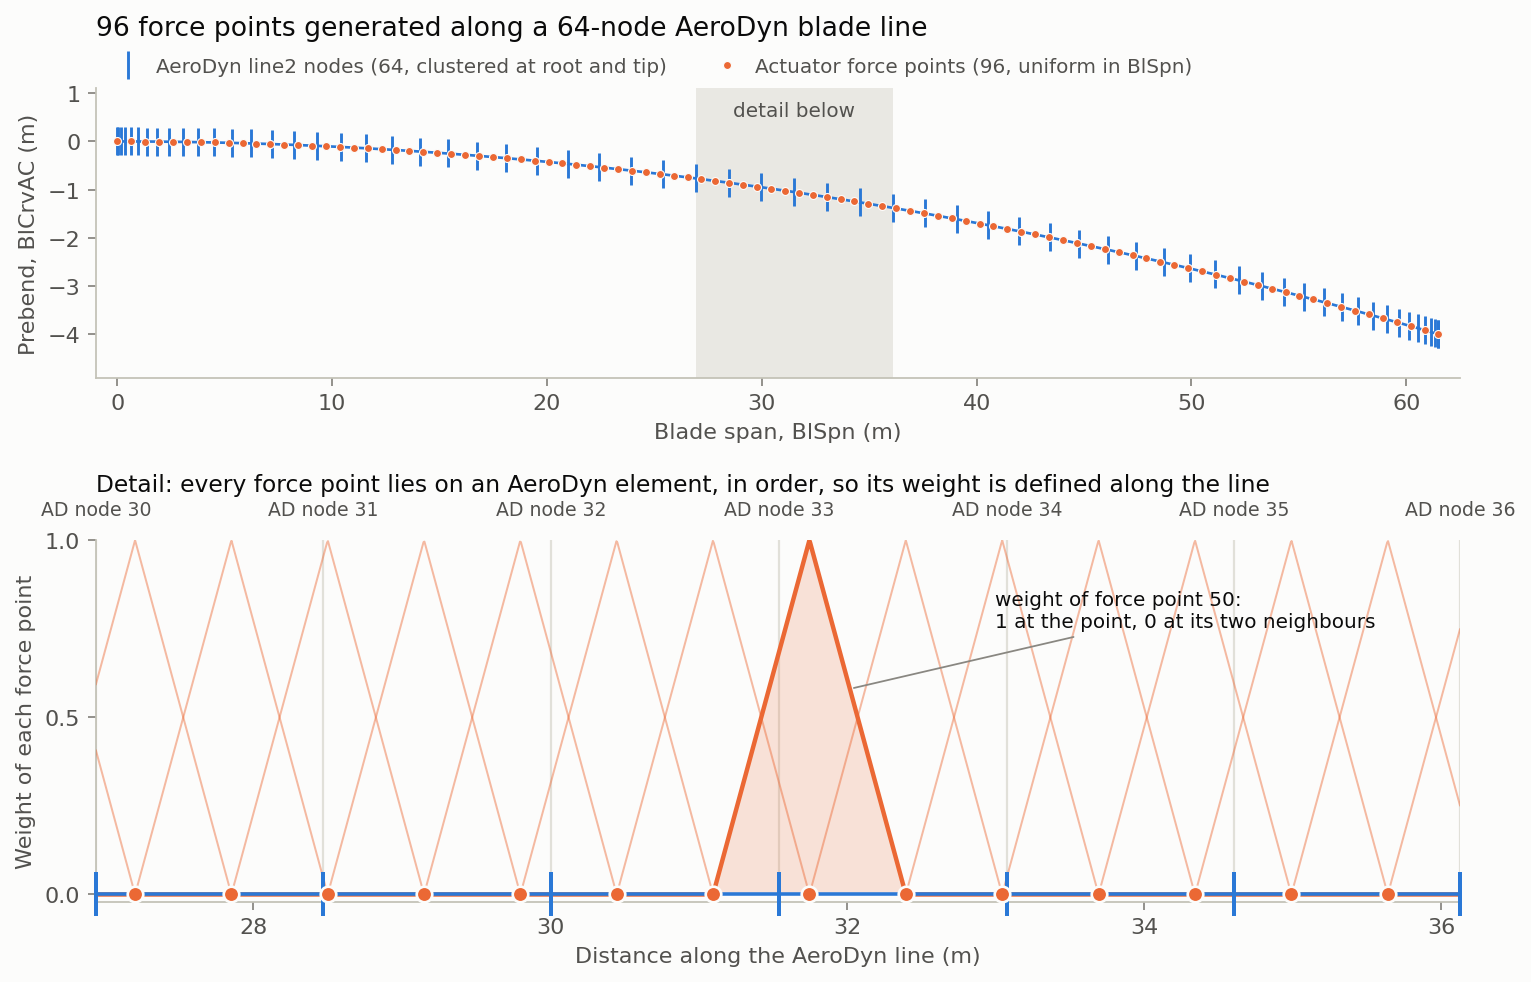 96 force points generated along a 64-node AeroDyn blade line
AeroDyn line2 nodes (64, clustered at root and tip)
Actuator force points (96, uniform in BlSpn)
detail below
Prebend, BlCrvAC (m)
1
0
−1
−2
−3
−4
0 10 20 30 40 50 60
Blade span, BlSpn (m)
Detail: every force point lies on an AeroDyn element, in order, so its weight is defined along the line
AD node 30 AD node 31 AD node 32 AD node 33 AD node 34 AD node 35 AD node 36
Weight of each force point
1.0
0.5
0.0
weight of force point 50:
1 at the point, 0 at its two neighbours
28 30 32 34 36
Distance along the AeroDyn line (m)